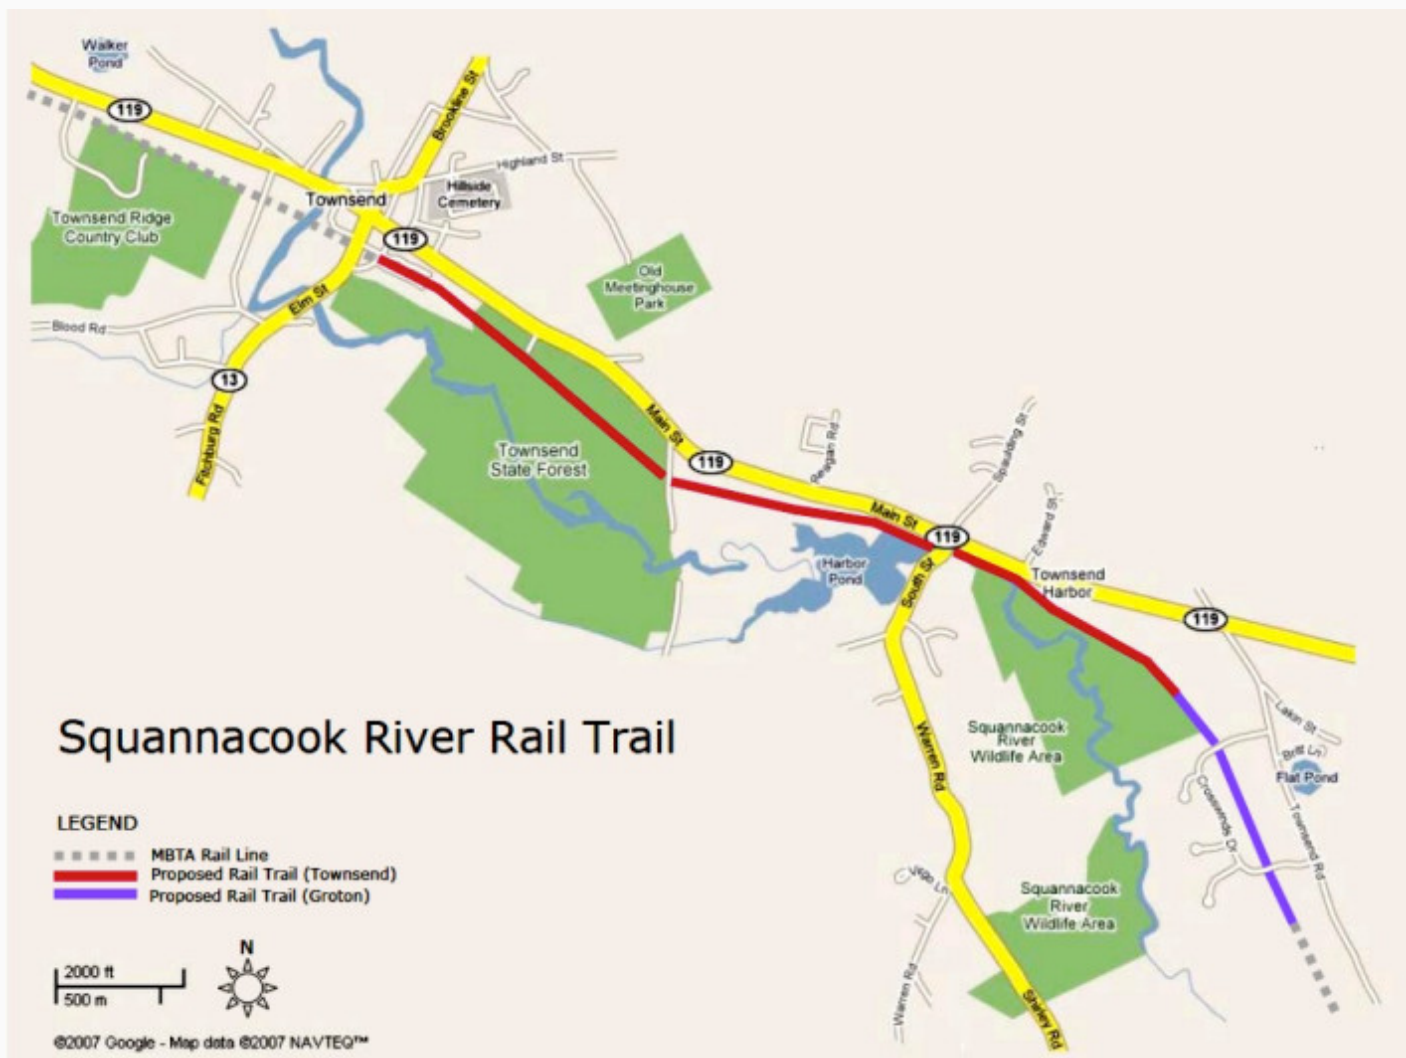 Walker
Pond
119
Brookline St
Highland St
Townsend
Hillside
Cemetery
Townsend Ridge
Country Club
119
Old
Meetinghouse
Park
Elm St
Blood Rd
13
Fitchburg Rd
Main St
Townsend
State Forest
119
Reagan Rd
Spaulding St
Main St
119
Edward St
Harbor
Pond
South St
Townsend
Harbor
119
Squannacook River Rail Trail
Squannacook
River
Wildlife Area
Warren Rd
Lakin St
Brat Ln
Flat Pond
Crosswinds Dr
Townsend Rd
LEGEND
MBTA Rail Line
Proposed Rail Trail (Townsend)
Proposed Rail Trail (Groton)
Squannacook
River
Wildlife Area
Warren Rd
Shirley Rd
N
2000 ft
500 m
©2007 Google - Map data ©2007 NAVTEQ™